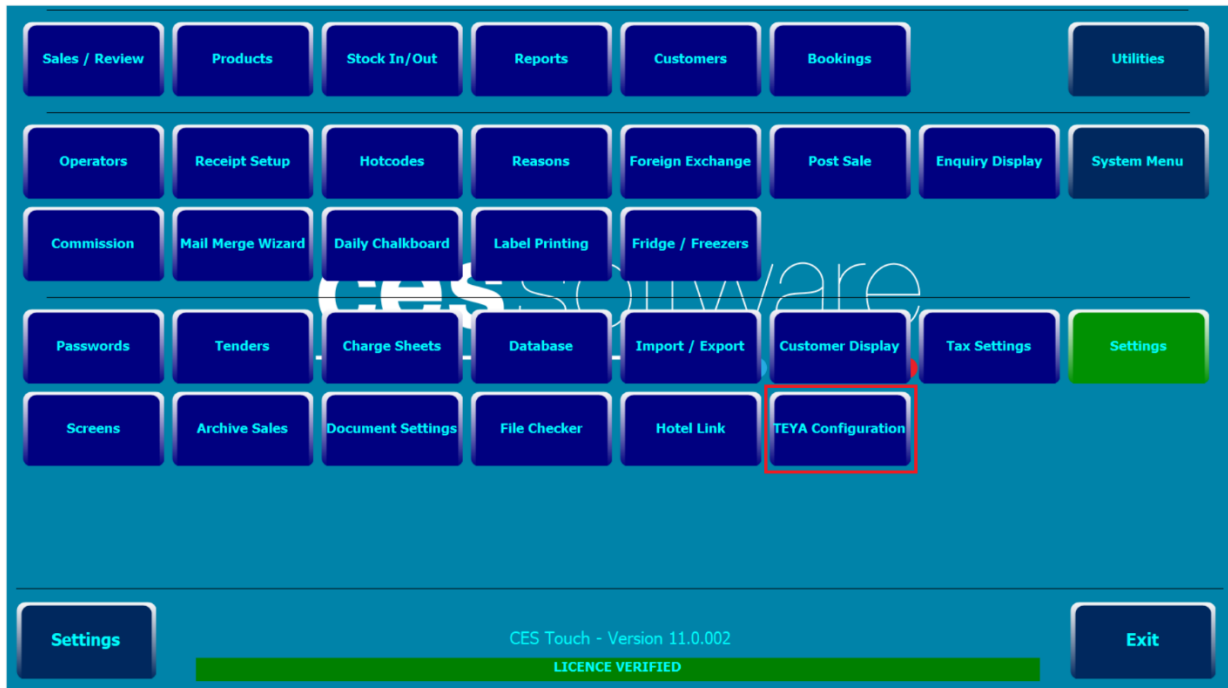 Sales / Review
Products
Stock In/Out
Reports
Customers
Bookings
Utilities
Operators
Receipt Setup
Hotcodes
Reasons
Foreign Exchange
Post Sale
Enquiry Display
System Menu
Commission
Mail Merge Wizard
Daily Chalkboard
Label Printing
Fridge / Freezers
ces software
Passwords
Tenders
Charge Sheets
Database
Import / Export
Customer Display
Tax Settings
Settings
Screens
Archive Sales
Document Settings
File Checker
Hotel Link
TEYA Configuration
Settings
CES Touch - Version 11.0.002
LICENCE VERIFIED
Exit